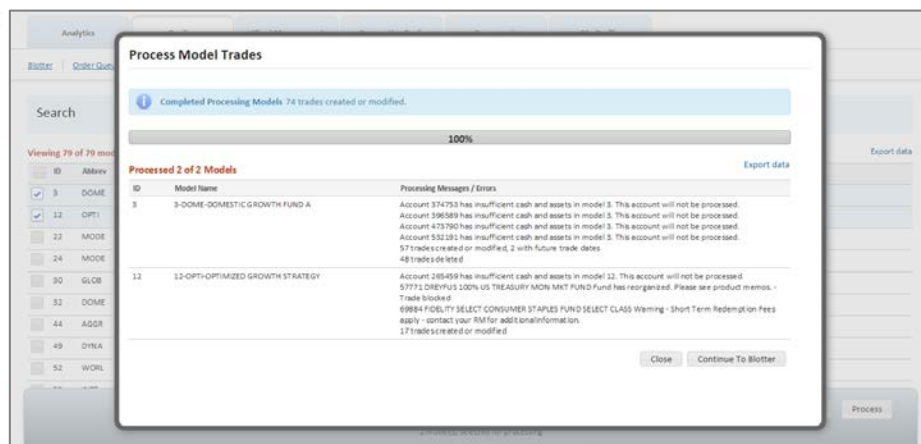 Analytics
Process Model Trades
Blotter Order Queue
Completed Processing Models 74 trades created or modified.
Search
100%
Viewing 79 of 79 mod
Export data
Processed 2 of 2 Models
Export data
ID Abbrev
ID Model Name Processing Messages / Errors
3 DOME
3 3-DOME-DOMESTIC GROWTH FUND A Account 374753 has insufficient cash and assets in model 3. This account will not be processed.
Account 396589 has insufficient cash and assets in model 3. This account will not be processed.
Account 473790 has insufficient cash and assets in model 3. This account will not be processed.
Account 532191 has insufficient cash and assets in model 3. This account will not be processed.
57 trades created or modified, 2 with future trade dates
48 trades deleted
12 OPTI
22 MODE
24 MODE
30 GLOB
32 DOME
44 AGGR
49 DYNA
52 WORL
12 12-OPTI-OPTIMIZED GROWTH STRATEGY Account 265459 has insufficient cash and assets in model 12. This account will not be processed.
57771 DREYFUS 100% US TREASURY MON MKT FUND Fund has reorganized. Please see product memos. -
Trade blocked
69884 FIDELITY SELECT CONSUMER STAPLES FUND SELECT CLASS Warning - Short Term Redemption Fees
apply - contact your RM for additional information.
17 trades created or modified
Close Continue To Blotter
Process